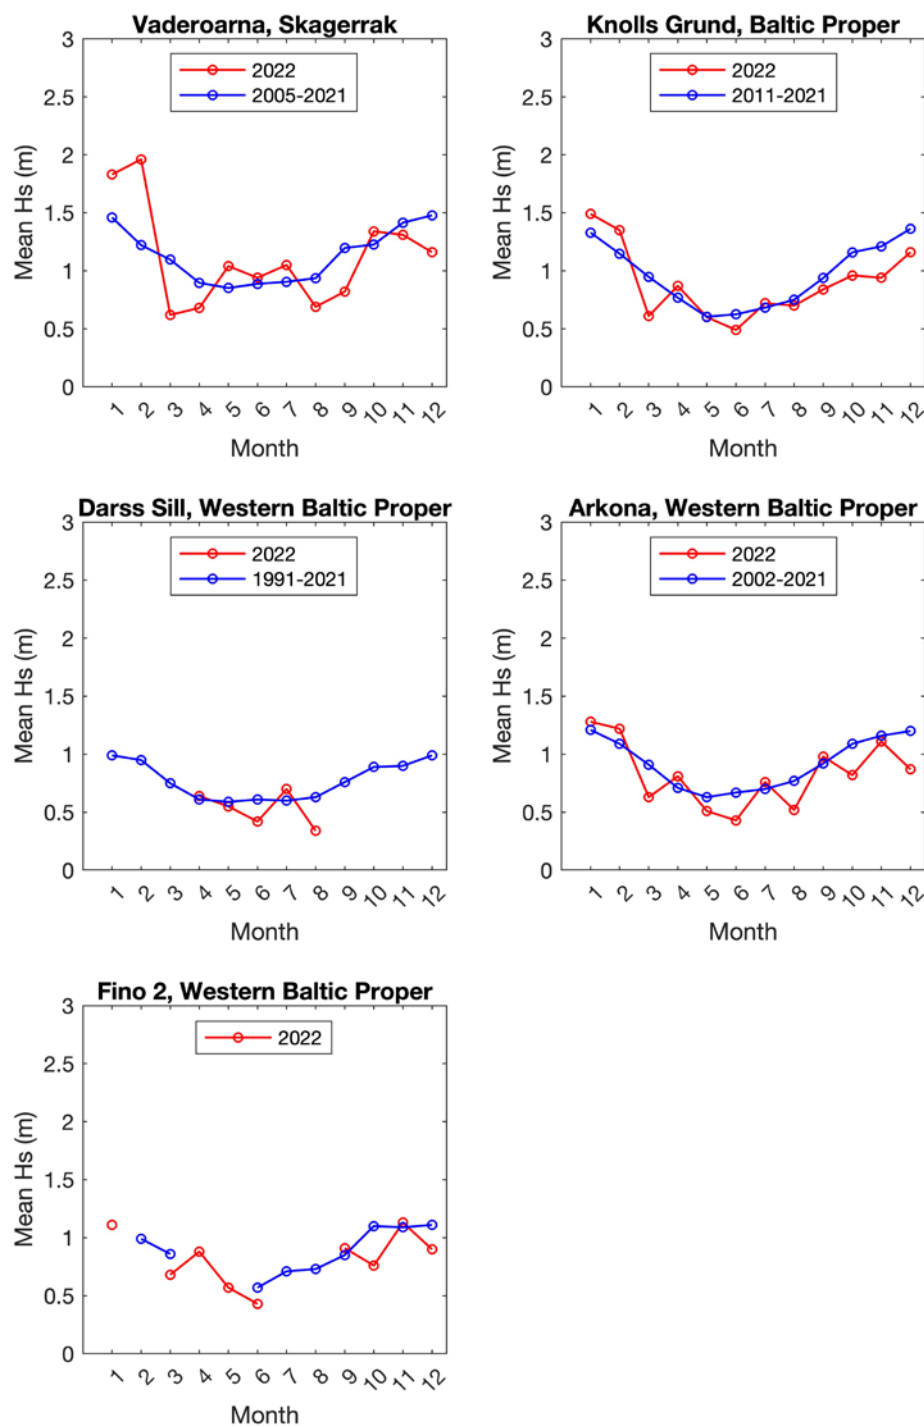 Vaderoarna, Skagerrak
2022
2005-2021
Mean Hs (m)
3
2.5
2
1.5
1
0.5
0
1 2 3 4 5 6 7 8 9 10 11 12
Month
Knolls Grund, Baltic Proper
2022
2011-2021
Mean Hs (m)
3
2.5
2
1.5
1
0.5
0
1 2 3 4 5 6 7 8 9 10 11 12
Month
Darss Sill, Western Baltic Proper
2022
1991-2021
Mean Hs (m)
3
2.5
2
1.5
1
0.5
0
1 2 3 4 5 6 7 8 9 10 11 12
Month
Arkona, Western Baltic Proper
2022
2002-2021
Mean Hs (m)
3
2.5
2
1.5
1
0.5
0
1 2 3 4 5 6 7 8 9 10 11 12
Month
Fino 2, Western Baltic Proper
2022
Mean Hs (m)
3
2.5
2
1.5
1
0.5
0
1 2 3 4 5 6 7 8 9 10 11 12
Month